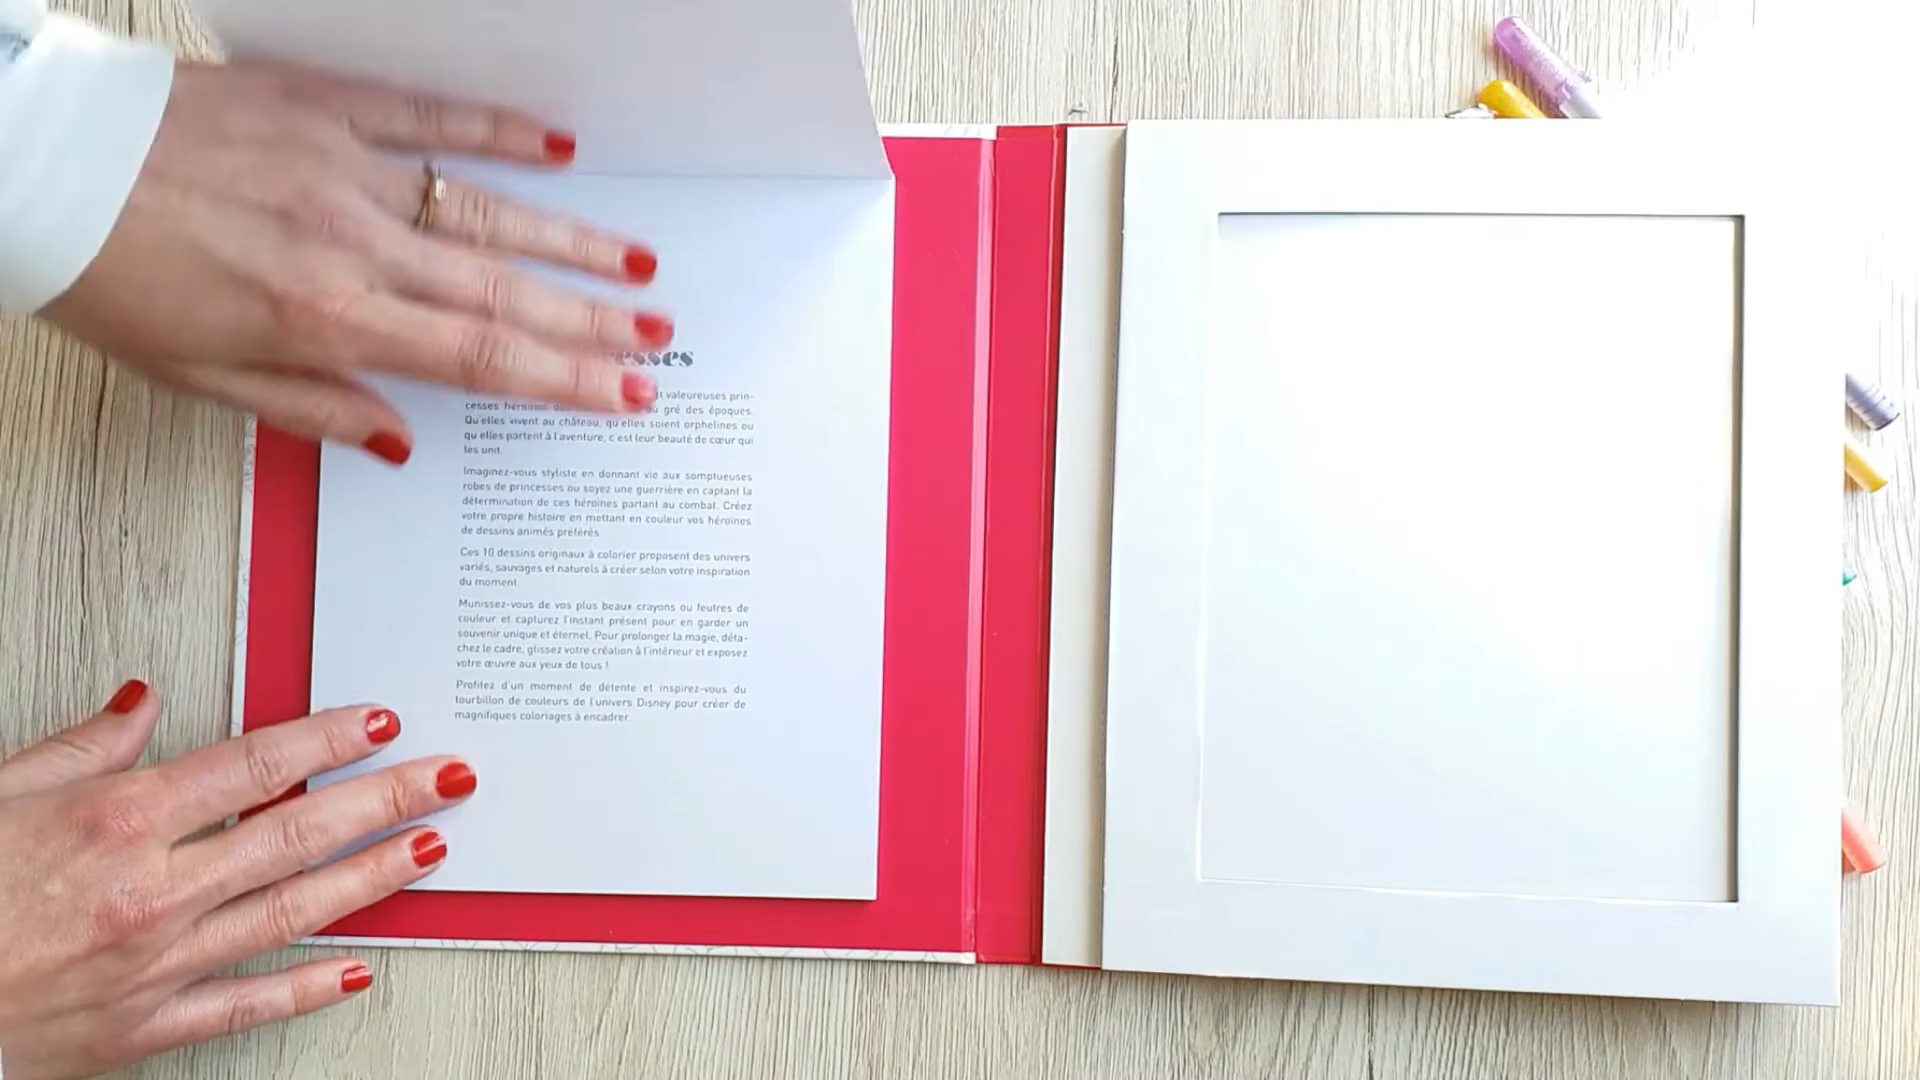 esses
t valeureuses prin-
cesses au gré des époques.
Qu'elles vivent au château, qu'elles soient orphelines ou
qu'elles partent à l'aventure, c'est leur beauté de cœur qui
les unit.
Imaginez-vous styliste en donnant vie aux somptueuses
robes de princesses ou soyez une guerrière en captant la
détermination de ces héroïnes partant au combat. Créez
votre propre histoire en mettant en couleur vos héroïnes
de dessins animés préférés.
Ces 10 dessins originaux à colorier proposent des univers
variés, sauvages et naturels à créer selon votre inspiration
du moment.
Munissez-vous de vos plus beaux crayons ou feutres de
couleur et capturez l'instant présent pour en garder un
souvenir unique et éternel. Pour prolonger la magie, déta-
chez le cadre, glissez votre création à l'intérieur et exposez
votre œuvre aux yeux de tous !
Profitez d'un moment de détente et inspirez-vous du
tourbillon de couleurs de l'univers Disney pour créer de
magnifiques coloriages à encadrer.